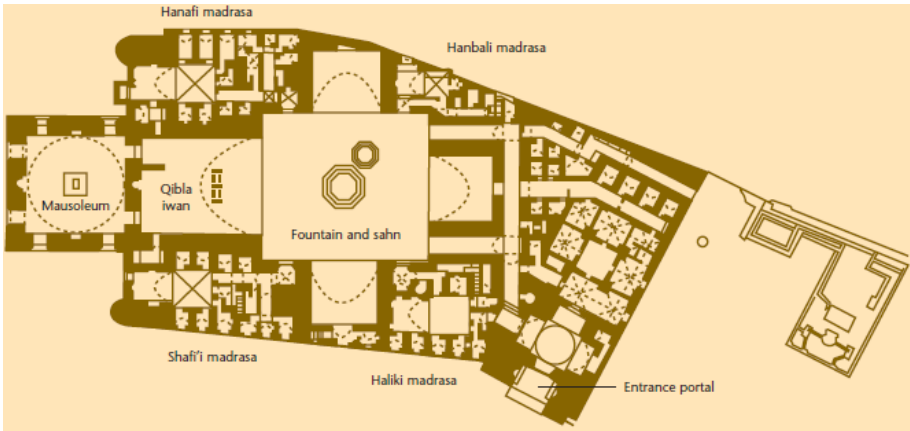 Hanafi madrasa
Hanbali madrasa
Mausoleum
Qibla
iwan
Fountain and sahn
Shafi'i madrasa
Haliki madrasa
Entrance portal